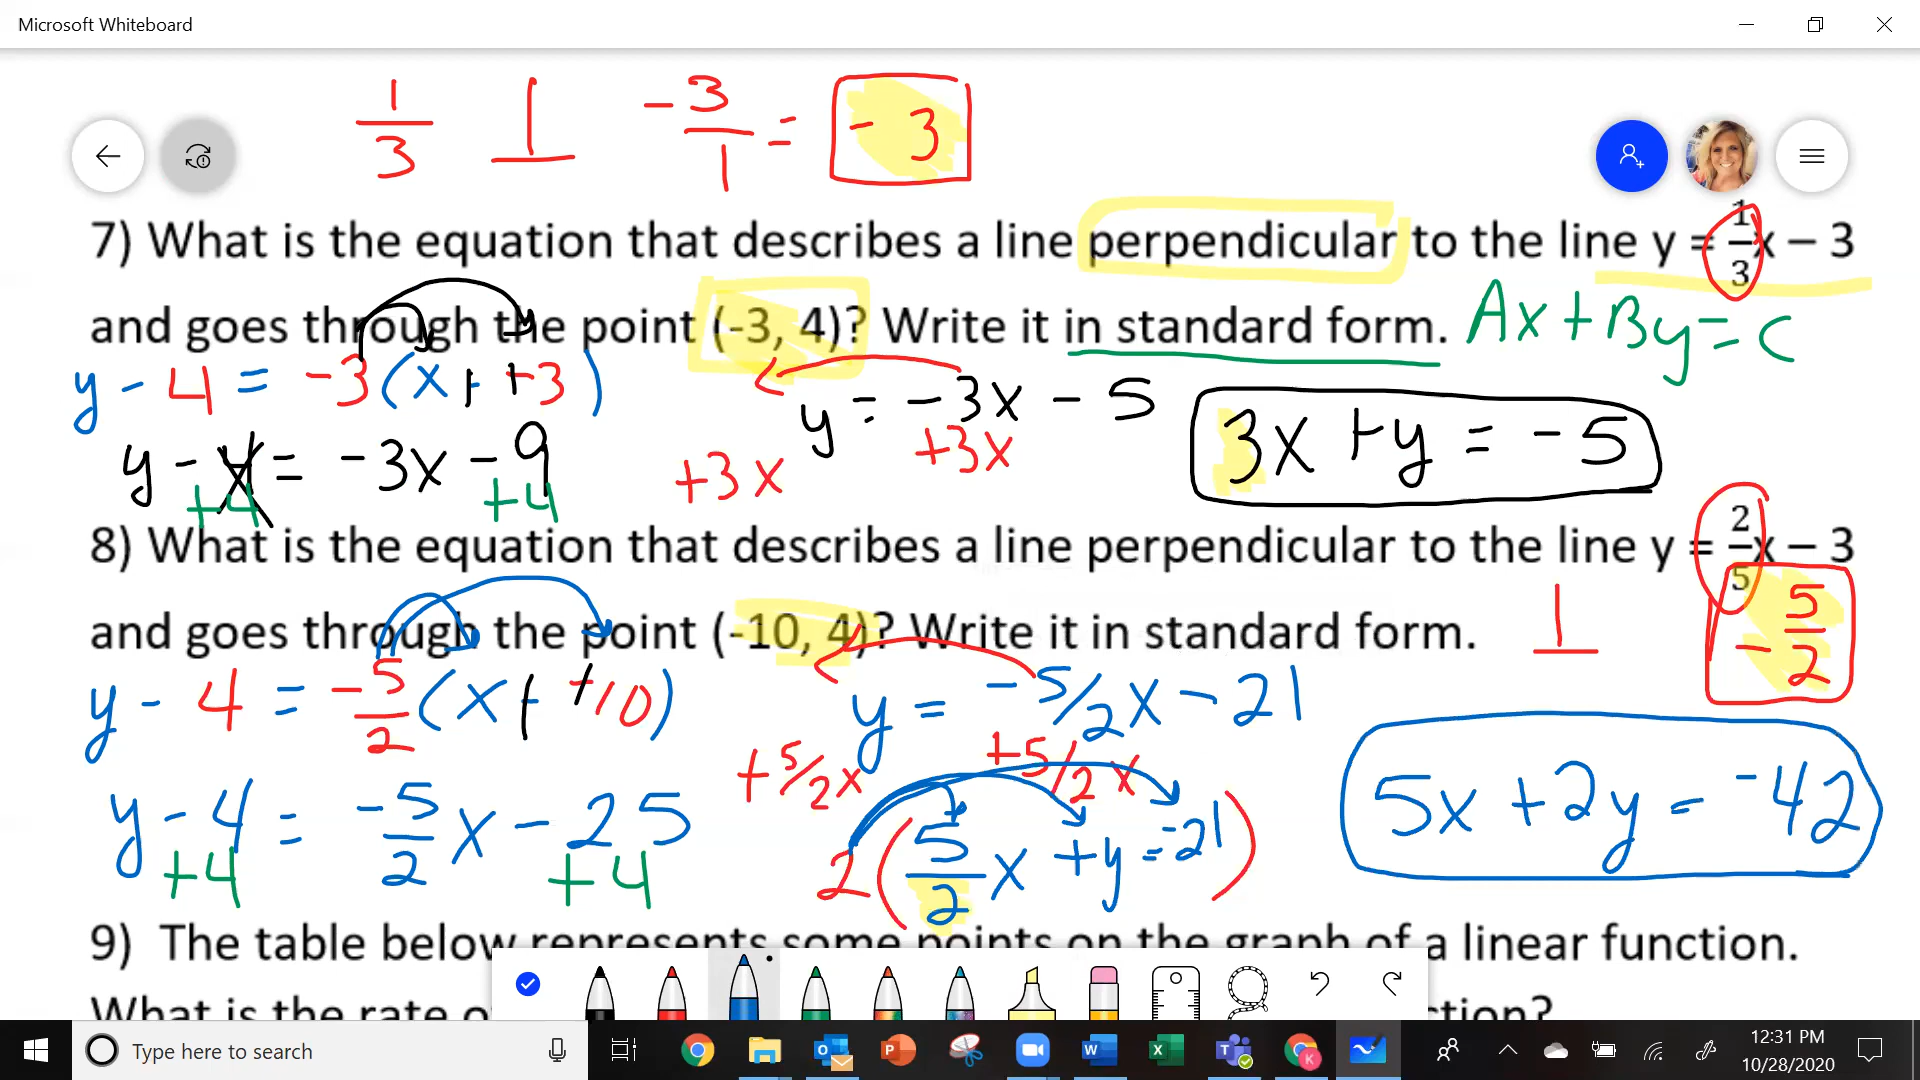 Microsoft Whiteboard
1/3 ⊥ -3/1 = -3
7) What is the equation that describes a line perpendicular to the line y = 1/3x – 3
and goes through the point (-3, 4)? Write it in standard form. Ax + By = C
y - 4 = -3(x + +3)
y = -3x - 5
3x + y = -5
+3x +3x
y - 4 = -3x - 9
+4 +4
8) What is the equation that describes a line perpendicular to the line y = 2/5x – 3
and goes through the point (-10, 4)? Write it in standard form.
⊥ -5/2
y - 4 = -5/2(x + +10)
y = -5/2x - 21
+5/2x +5/2x
y - 4 = -5/2x - 25
+4 +4
2(5/2x + y = -21)
5x + 2y = -42
9) The table below represents some points on the graph of a linear function.
What is the rate
Type here to search
12:31 PM
10/28/2020